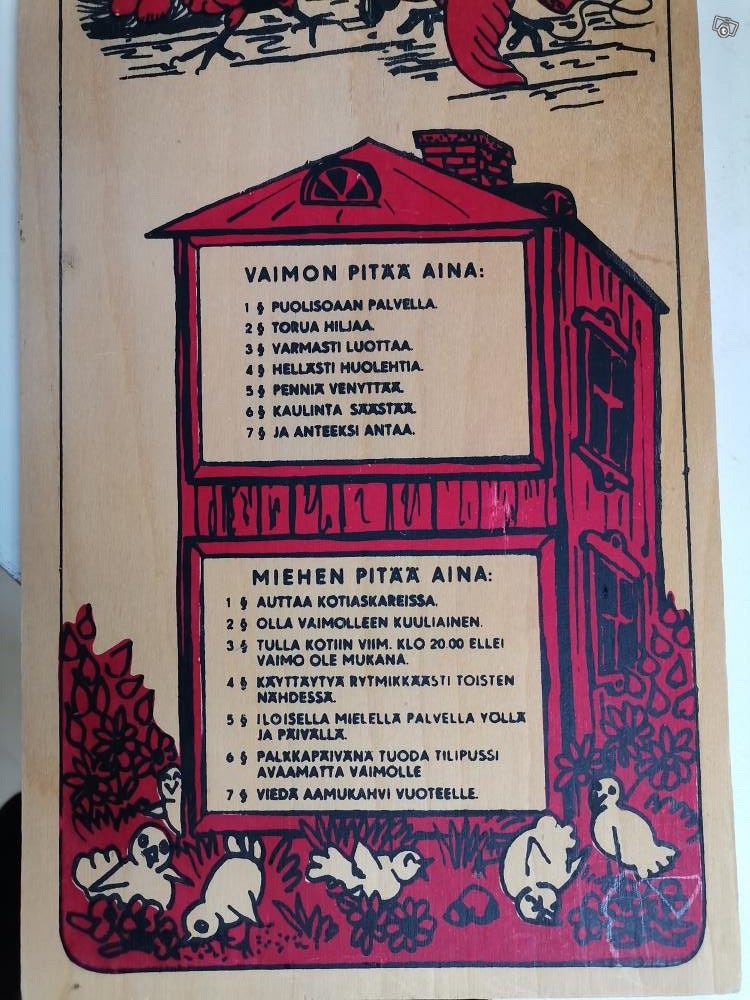 VAIMON PITÄÄ AINA:
1 § PUOLISOAAN PALVELLA.
2 § TORUA HILJAA.
3 § VARMASTI LUOTTAA.
4 § HELLÄSTI HUOLEHTIA.
5 § PENNIÄ VENYTTÄÄ.
6 § KAULINTA SÄÄSTÄÄ.
7 § JA ANTEEKSI ANTAA.
MIEHEN PITÄÄ AINA:
1 § AUTTAA KOTIASKAREISSA.
2 § OLLA VAIMOLLEEN KUULIAINEN.
3 § TULLA KOTIIN VIIM. KLO 20.00 ELLEI
VAIMO OLE MUKANA.
4 § KÄYTTÄYTYÄ RYTMIKKÄÄSTI TOISTEN
NÄHDESSÄ.
5 § ILOISELLA MIELELLÄ PALVELLA YÖLLÄ
JA PÄIVÄLLÄ.
6 § PALKKAPÄIVÄNÄ TUODA TILIPUSSI
AVAAMATTA VAIMOLLE
7 § VIEDÄ AAMUKAHVI VUOTEELLE.